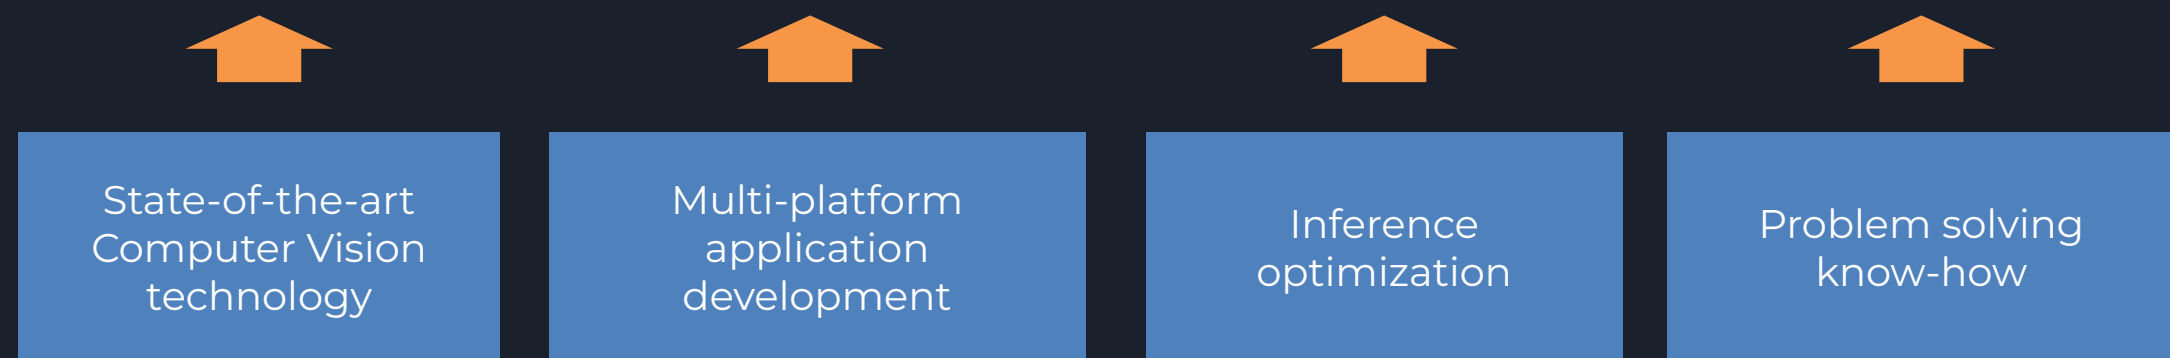 State-of-the-art
Computer Vision
technology
Multi-platform
application
development
Inference
optimization
Problem solving
know-how